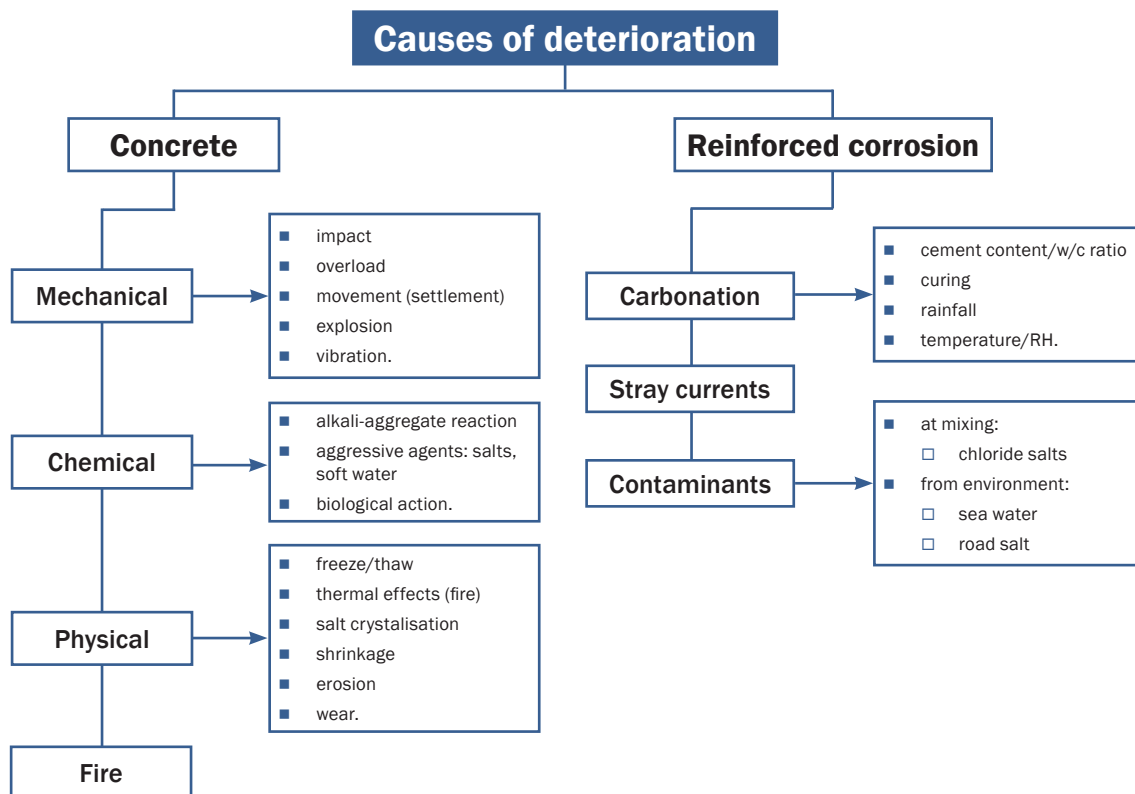 Causes of deterioration
Concrete
Mechanical
impact
overload
movement (settlement)
explosion
vibration.
Chemical
alkali-aggregate reaction
aggressive agents: salts,
soft water
biological action.
Physical
freeze/thaw
thermal effects (fire)
salt crystalisation
shrinkage
erosion
wear.
Fire
Reinforced corrosion
Carbonation
cement content/w/c ratio
curing
rainfall
temperature/RH.
Stray currents
Contaminants
at mixing:
chloride salts
from environment:
sea water
road salt